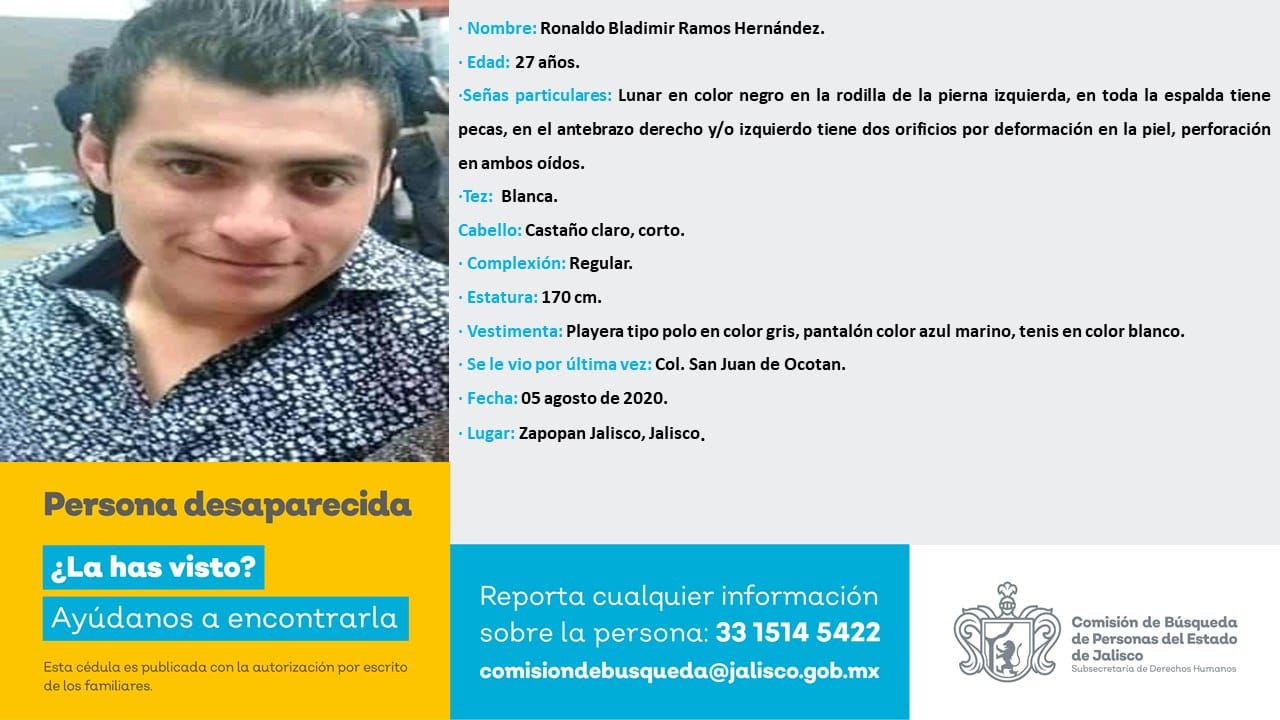 · Nombre: Ronaldo Bladimir Ramos Hernández.
· Edad: 27 años.
·Señas particulares: Lunar en color negro en la rodilla de la pierna izquierda, en toda la espalda tiene
pecas, en el antebrazo derecho y/o izquierdo tiene dos orificios por deformación en la piel, perforación
en ambos oídos.
·Tez: Blanca.
Cabello: Castaño claro, corto.
· Complexión: Regular.
· Estatura: 170 cm.
· Vestimenta: Playera tipo polo en color gris, pantalón color azul marino, tenis en color blanco.
· Se le vio por última vez: Col. San Juan de Ocotan.
· Fecha: 05 agosto de 2020.
· Lugar: Zapopan Jalisco, Jalisco.
Persona desaparecida
¿La has visto?
Ayúdanos a encontrarla
Esta cédula es publicada con la autorización por escrito
de los familiares.
Reporta cualquier información
sobre la persona: 33 1514 5422
comisiondebusqueda@jalisco.gob.mx
Comisión de Búsqueda
de Personas del Estado
de Jalisco
Subsecretaría de Derechos Humanos